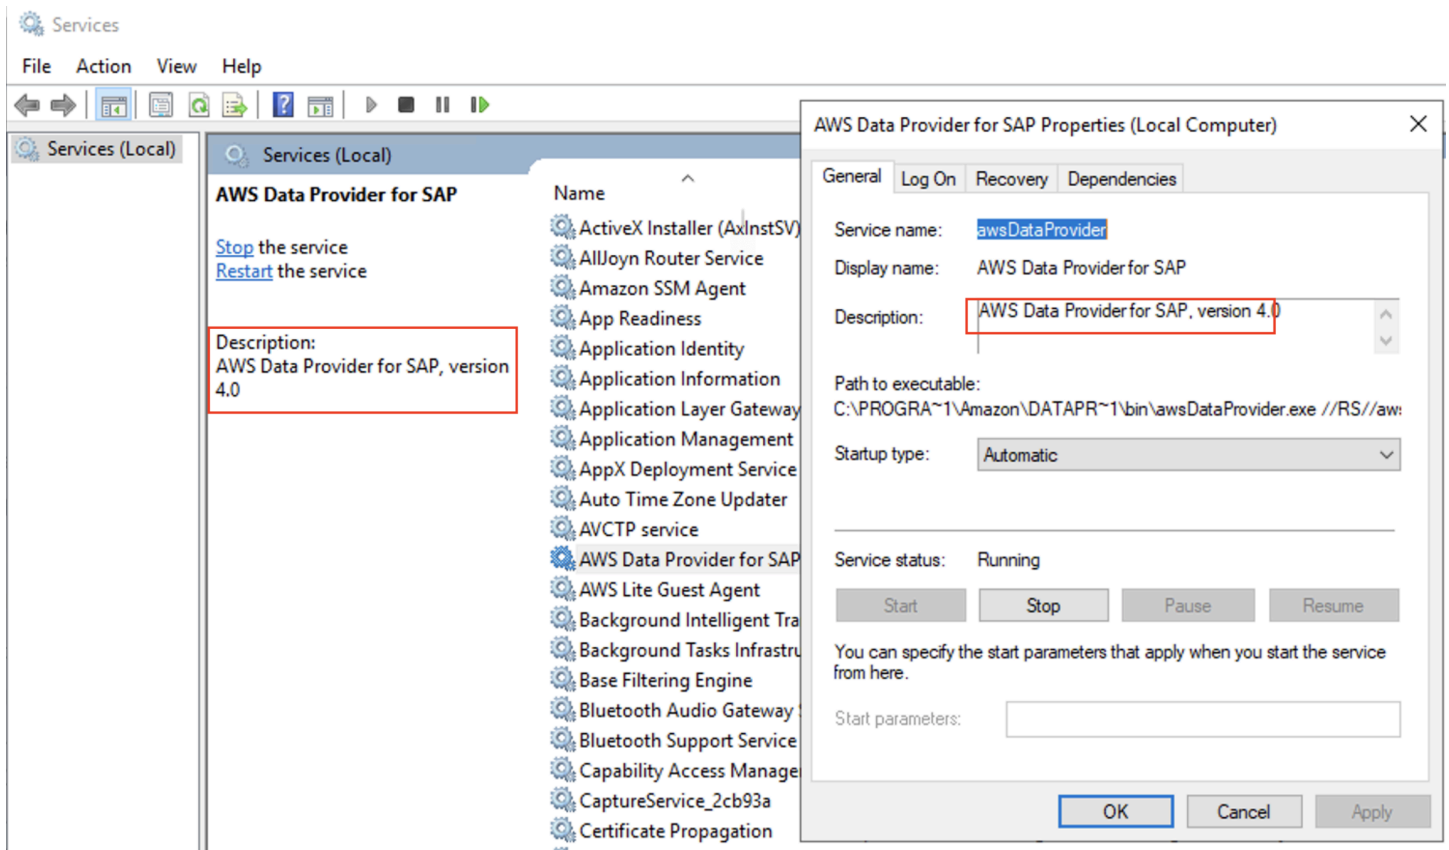 Services
File Action View Help
Services (Local)
Services (Local)
AWS Data Provider for SAP
Stop the service
Restart the service
Description:
AWS Data Provider for SAP, version
4.0
Name
ActiveX Installer (AxInstSV)
AllJoyn Router Service
Amazon SSM Agent
App Readiness
Application Identity
Application Information
Application Layer Gateway
Application Management
AppX Deployment Service
Auto Time Zone Updater
AVCTP service
AWS Data Provider for SAP
AWS Lite Guest Agent
Background Intelligent Tra
Background Tasks Infrastru
Base Filtering Engine
Bluetooth Audio Gateway
Bluetooth Support Service
Capability Access Manage
CaptureService_2cb93a
Certificate Propagation
AWS Data Provider for SAP Properties (Local Computer)
General Log On Recovery Dependencies
Service name: awsDataProvider
Display name: AWS Data Provider for SAP
Description: AWS Data Provider for SAP, version 4.0
Path to executable:
C:\PROGRA~1\Amazon\DATAPR~1\bin\awsDataProvider.exe //RS//aws
Startup type: Automatic
Service status: Running
Start Stop Pause Resume
You can specify the start parameters that apply when you start the service
from here.
Start parameters:
OK Cancel Apply